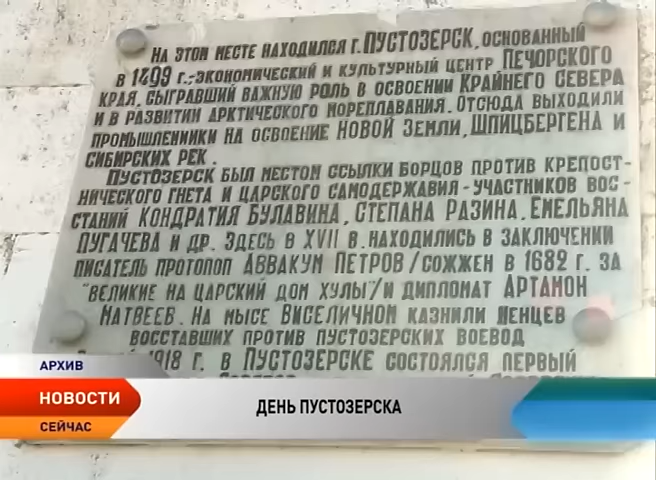 НА ЭТОМ МЕСТЕ НАХОДИЛСЯ Г. ПУСТОЗЕРСК, ОСНОВАННЫЙ
В 1499 Г.-ЭКОНОМИЧЕСКИЙ И КУЛЬТУРНЫЙ ЦЕНТР ПЕЧОРСКОГО
КРАЯ, СЫГРАВШИЙ ВАЖНУЮ РОЛЬ В ОСВОЕНИИ КРАЙНЕГО СЕВЕРА
И В РАЗВИТИИ АРКТИЧЕСКОГО МОРЕПЛАВАНИЯ. ОТСЮДА ВЫХОДИЛИ
ПРОМЫШЛЕННИКИ НА ОСВОЕНИЕ НОВОЙ ЗЕМЛИ, ШПИЦБЕРГЕНА И
СИБИРСКИХ РЕК.
ПУСТОЗЕРСК БЫЛ МЕСТОМ ССЫЛКИ БОРЦОВ ПРОТИВ КРЕПОСТ-
НИЧЕСКОГО ГНЕТА И ЦАРСКОГО САМОДЕРЖАВИЯ - УЧАСТНИКОВ ВОС-
СТАНИЙ КОНДРАТИЯ БУЛАВИНА, СТЕПАНА РАЗИНА, ЕМЕЛЬЯНА
ПУГАЧЕВА И ДР. ЗДЕСЬ В XVII В. НАХОДИЛИСЬ В ЗАКЛЮЧЕНИИ
ПИСАТЕЛЬ ПРОТОПОП АВВАКУМ ПЕТРОВ /СОЖЖЕН В 1682 Г. ЗА
"ВЕЛИКИЕ НА ЦАРСКИЙ ДОМ ХУЛЫ"/ И ДИПЛОМАТ АРТАМОН
МАТВЕЕВ. НА МЫСЕ ВИСЕЛИЧНОМ КАЗНИЛИ НЕНЦЕВ
ВОССТАВШИХ ПРОТИВ ПУСТОЗЕРСКИХ ВОЕВОД
1918 Г. В ПУСТОЗЕРСКЕ СОСТОЯЛСЯ ПЕРВЫЙ
АРХИВ
НОВОСТИ
СЕЙЧАС
ДЕНЬ ПУСТОЗЕРСКА